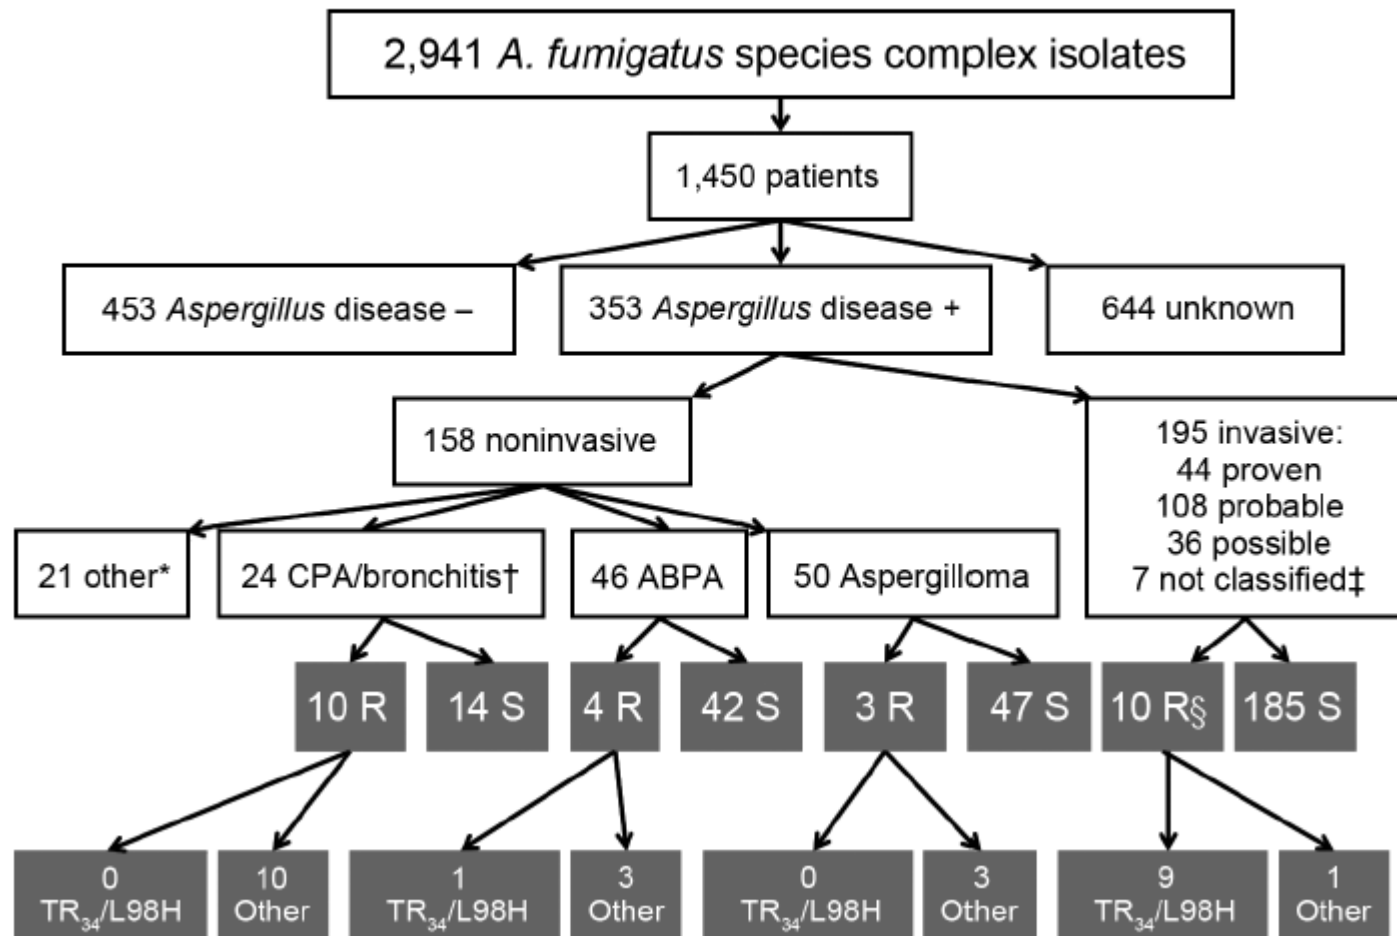 2,941 A. fumigatus species complex isolates
1,450 patients
453 Aspergillus disease –
353 Aspergillus disease +
644 unknown
158 noninvasive
195 invasive:
44 proven
108 probable
36 possible
7 not classified‡
21 other*
24 CPA/bronchitis†
46 ABPA
50 Aspergilloma
10 R
14 S
4 R
42 S
3 R
47 S
10 R§
185 S
0
TR₃₄/L98H
10
Other
1
TR₃₄/L98H
3
Other
0
TR₃₄/L98H
3
Other
9
TR₃₄/L98H
1
Other